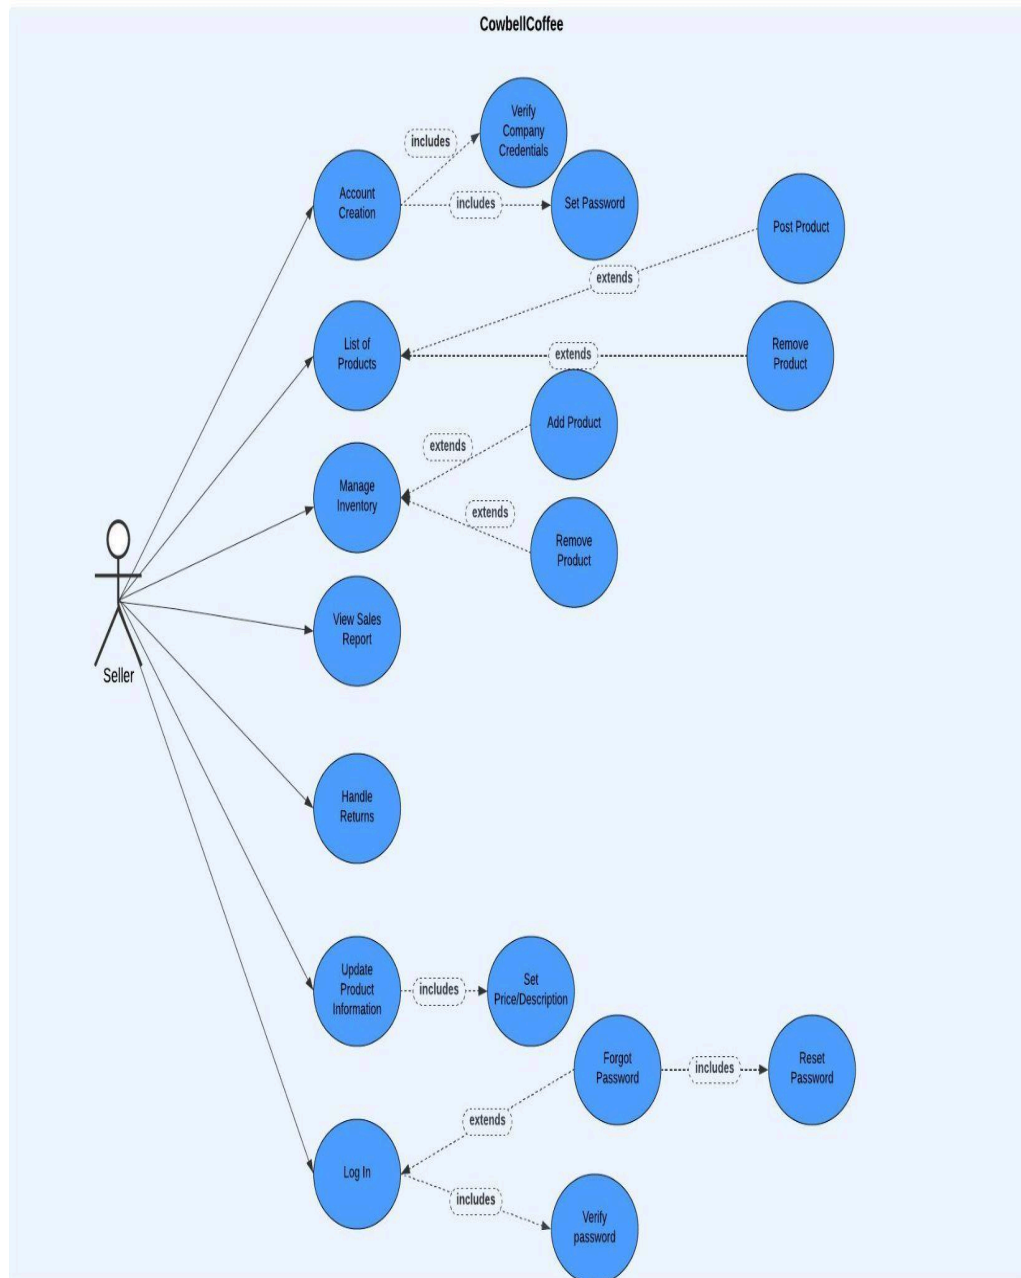 CowbellCoffee
Verify
Company
Credentials
includes
Account
Creation
includes
Set Password
Post Product
extends
List of
Products
extends
Remove
Product
Add Product
extends
Manage
Inventory
extends
Remove
Product
View Sales
Report
Seller
Handle
Returns
Update
Product
Information
includes
Set
Price/Description
Forgot
Password
includes
Reset
Password
extends
Log In
includes
Verify
password